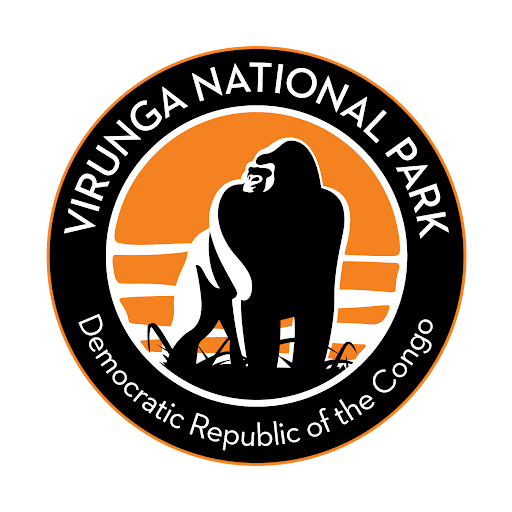 VIRUNGA NATIONAL PARK
Democratic Republic of the Congo